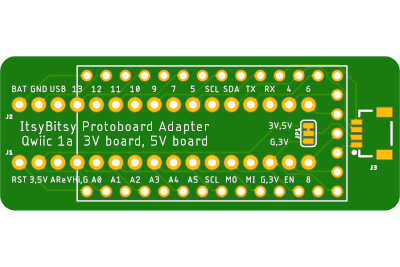 BAT GND USB 13 12 11 10 9 7 5 SCL SDA TX RX 4 6
J2
ItsyBitsy Protoboard Adapter
Qwiic 1a 3V board, 5V board
3V,5V
JP1
G,3V
J1
J3
RST 3,5V ARef VHi,G A0 A1 A2 A3 A4 A5 SCL MO MI G,3V EN 8